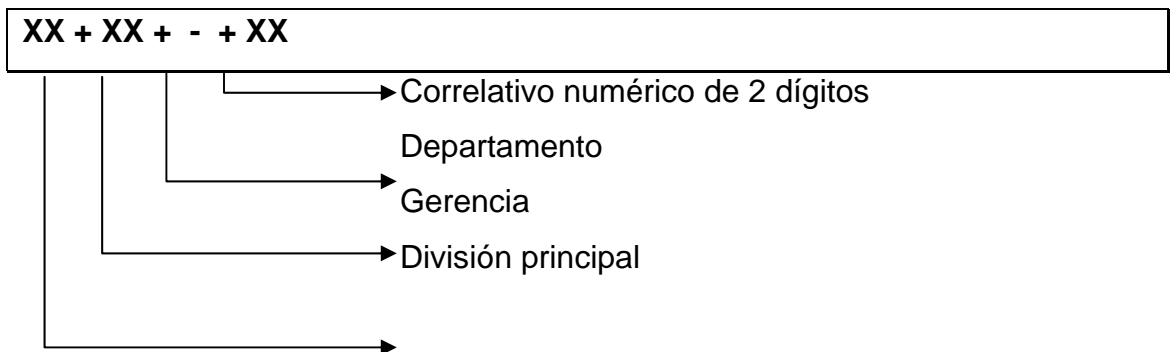 XX + XX + - + XX
Correlativo numérico de 2 dígitos
Departamento
Gerencia
División principal